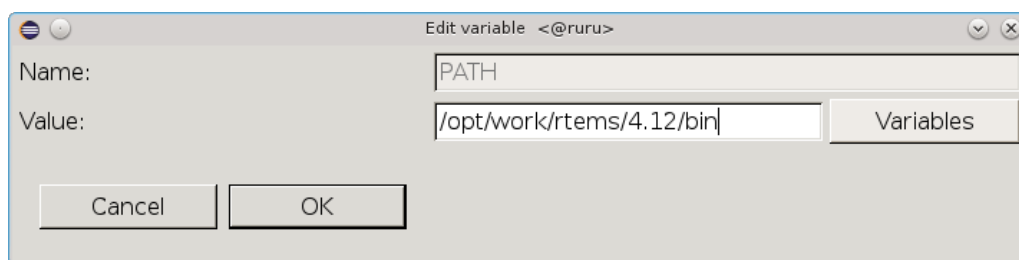 Edit variable <@ruru>
Name:
PATH
Value:
/opt/work/rtems/4.12/bin
Variables
Cancel
OK